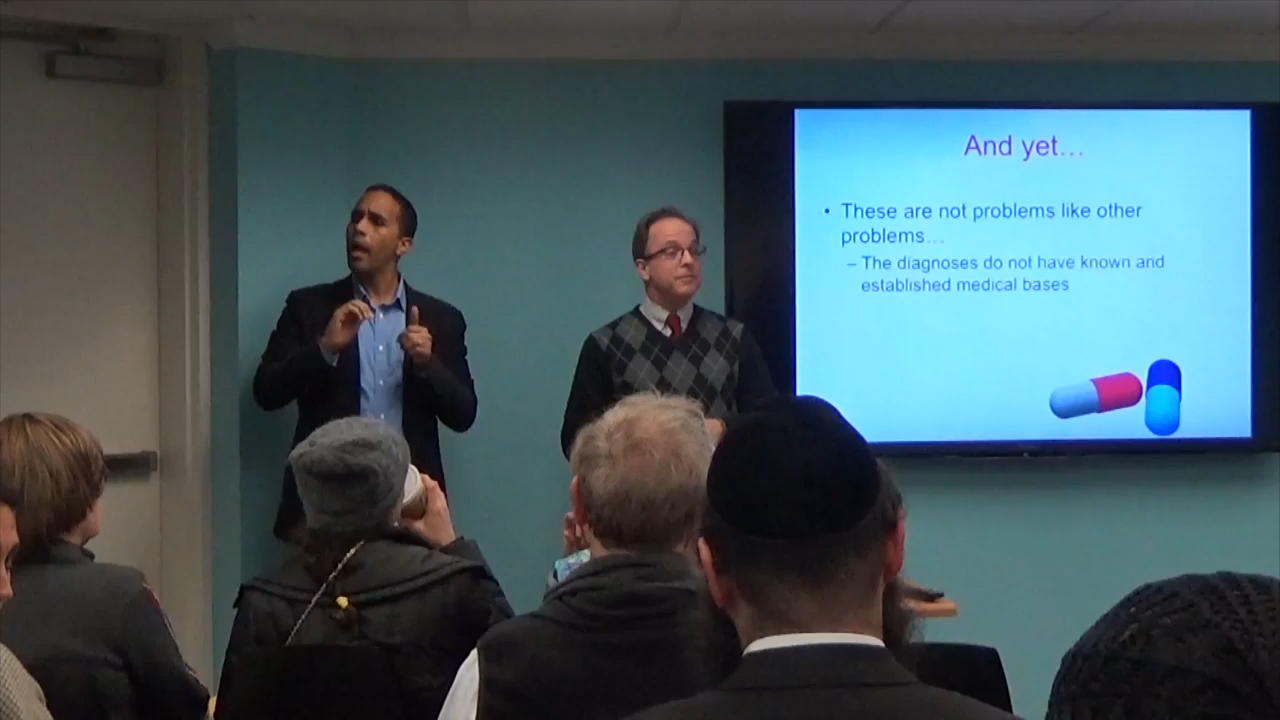 And yet…
• These are not problems like other
problems…
– The diagnoses do not have known and
established medical bases